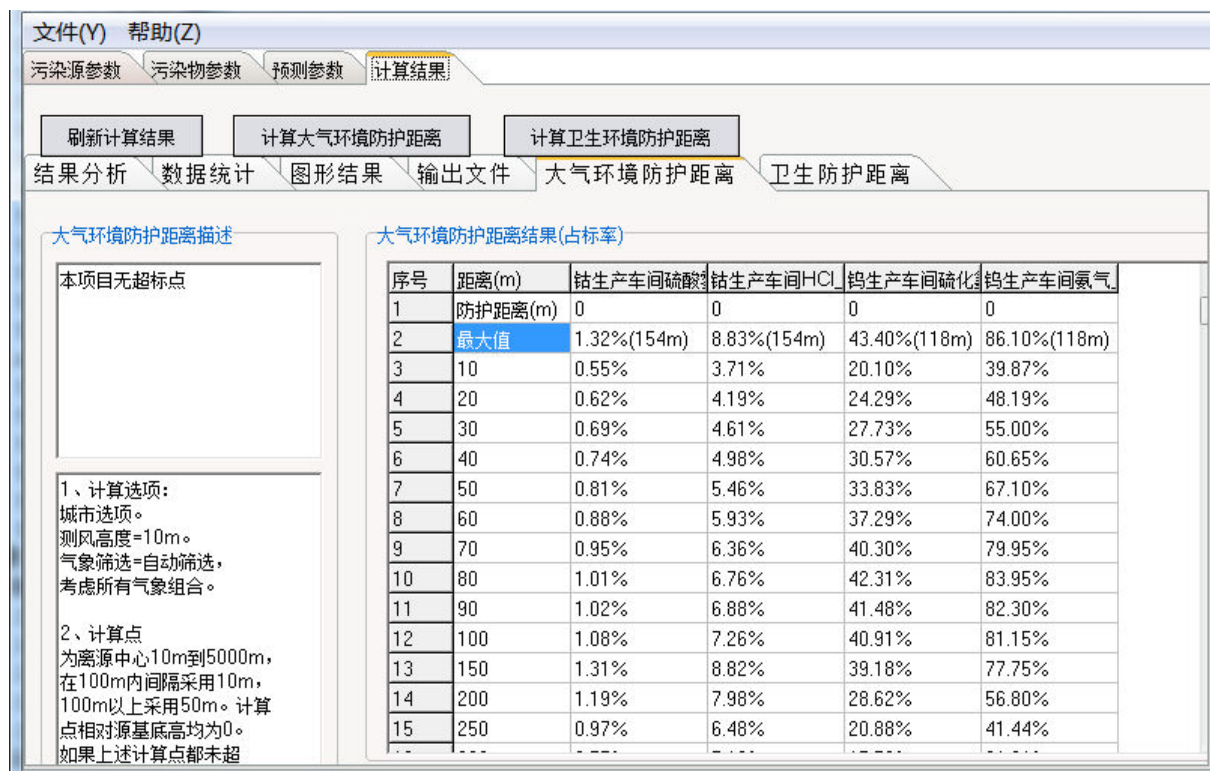 文件(Y) 帮助(Z)
污染源参数 污染物参数 预测参数 计算结果
刷新计算结果 计算大气环境防护距离 计算卫生环境防护距离
结果分析 数据统计 图形结果 输出文件 大气环境防护距离 卫生防护距离
大气环境防护距离描述
本项目无超标点
1、计算选项:
城市选项。
测风高度=10m。
气象筛选=自动筛选，
考虑所有气象组合。
2、计算点
为离源中心10m到5000m，
在100m内间隔采用10m，
100m以上采用50m。计算
点相对源基底高均为0。
如果上述计算点都未超
大气环境防护距离结果(占标率)
序号 距离(m) 钴生产车间硫酸 钴生产车间HCl_ 钨生产车间硫化 钨生产车间氨气_
1 防护距离(m) 0 0 0 0
2 最大值 1.32%(154m) 8.83%(154m) 43.40%(118m) 86.10%(118m)
3 10 0.55% 3.71% 20.10% 39.87%
4 20 0.62% 4.19% 24.29% 48.19%
5 30 0.69% 4.61% 27.73% 55.00%
6 40 0.74% 4.98% 30.57% 60.65%
7 50 0.81% 5.46% 33.83% 67.10%
8 60 0.88% 5.93% 37.29% 74.00%
9 70 0.95% 6.36% 40.30% 79.95%
10 80 1.01% 6.76% 42.31% 83.95%
11 90 1.02% 6.88% 41.48% 82.30%
12 100 1.08% 7.26% 40.91% 81.15%
13 150 1.31% 8.82% 39.18% 77.75%
14 200 1.19% 7.98% 28.62% 56.80%
15 250 0.97% 6.48% 20.88% 41.44%